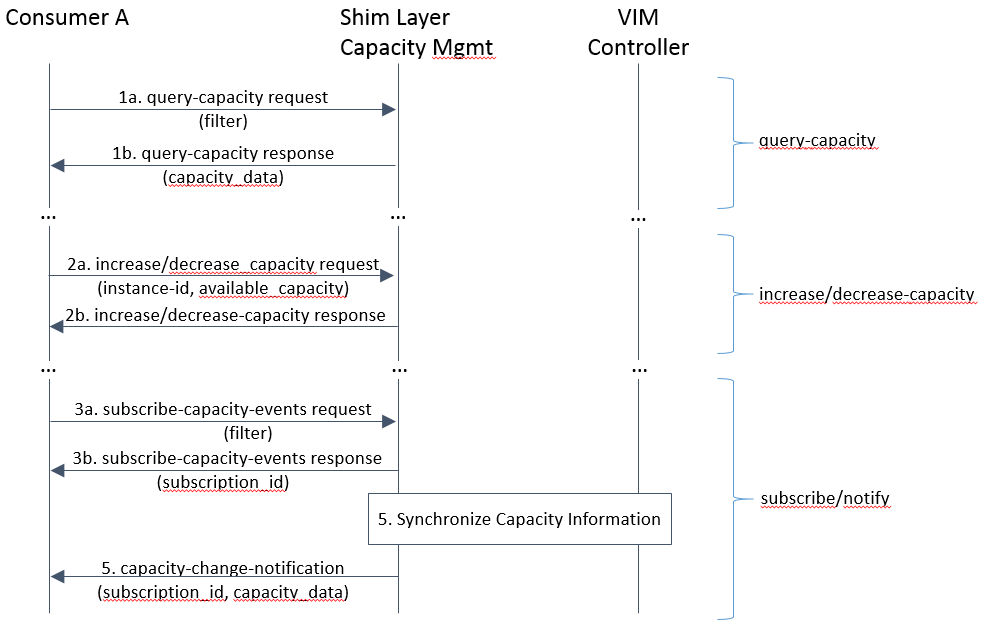 Consumer A
Shim Layer
Capacity Mgmt
VIM
Controller
1a. query-capacity request
(filter)
1b. query-capacity response
(capacity_data)
query-capacity
...
...
...
2a. increase/decrease_capacity request
(instance-id, available_capacity)
2b. increase/decrease-capacity response
increase/decrease-capacity
...
...
...
3a. subscribe-capacity-events request
(filter)
3b. subscribe-capacity-events response
(subscription_id)
subscribe/notify
5. Synchronize Capacity Information
5. capacity-change-notification
(subscription_id, capacity_data)